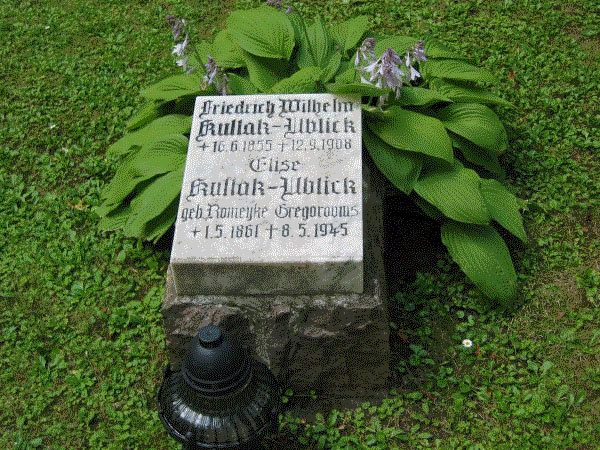 Friedrich Wilhelm
Kullak-Ublick
+ 16.6.1855 + 12.9.1908
Elise
Kullak-Ublick
geb. Romeyke Gregorovius
+ 1.5.1861 + 8.5.1945